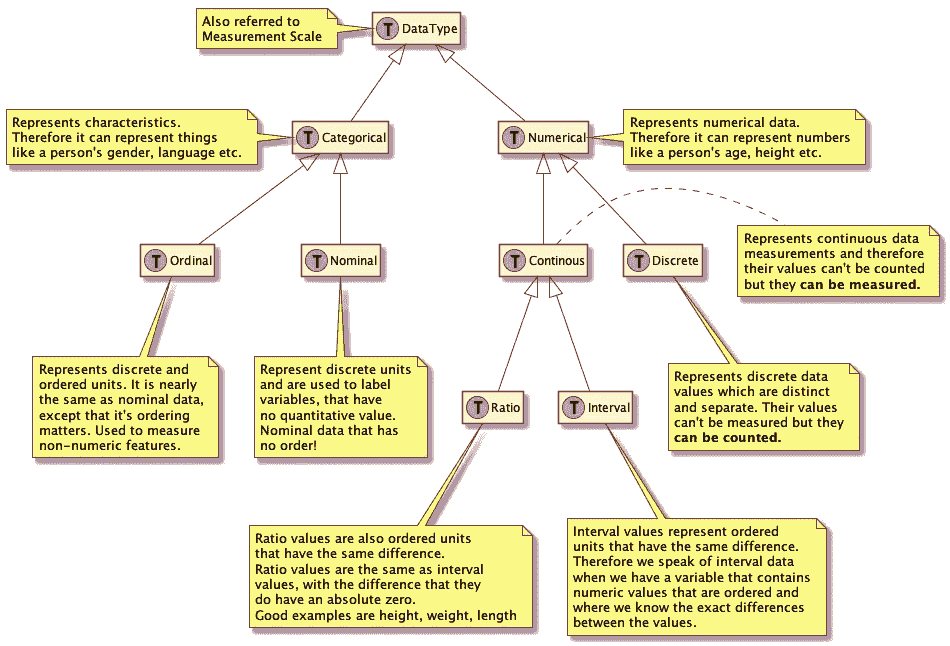 Also referred to
Measurement Scale
T DataType
Represents characteristics.
Therefore it can represent things
like a person's gender, language etc.
T Categorical
T Numerical
Represents numerical data.
Therefore it can represent numbers
like a person's age, height etc.
T Ordinal
T Nominal
T Continous
T Discrete
Represents continuous data
measurements and therefore
their values can't be counted
but they can be measured.
Represents discrete and
ordered units. It is nearly
the same as nominal data,
except that it's ordering
matters. Used to measure
non-numeric features.
Represent discrete units
and are used to label
variables, that have
no quantitative value.
Nominal data that has
no order!
T Ratio
T Interval
Represents discrete data
values which are distinct
and separate. Their values
can't be measured but they
can be counted.
Ratio values are also ordered units
that have the same difference.
Ratio values are the same as interval
values, with the difference that they
do have an absolute zero.
Good examples are height, weight, length
Interval values represent ordered
units that have the same difference.
Therefore we speak of interval data
when we have a variable that contains
numeric values that are ordered and
where we know the exact differences
between the values.